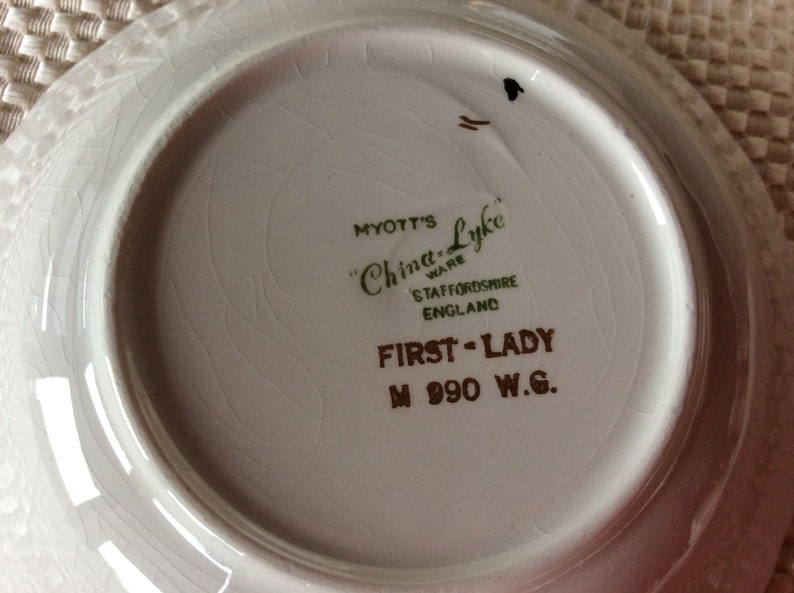 MYOTT'S
"China-Lyke"
WARE
STAFFORDSHIRE
ENGLAND
FIRST-LADY
M 990 W.G.